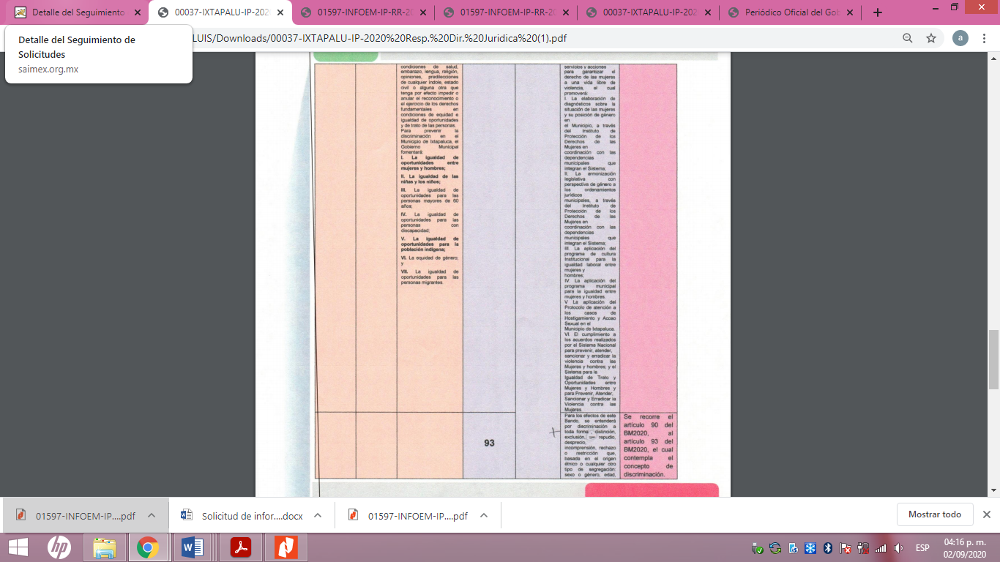 Detalle del Seguimiento
00037-IXTAPALU-IP-202
01597-INFOEM-IP-RR-20
01597-INFOEM-IP-RR-20
00037-IXTAPALU-IP-202
Periódico Oficial del Gob
Detalle del Seguimiento de
Solicitudes
saimex.org.mx
LUIS/Downloads/00037-IXTAPALU-IP-2020%20Resp.%20Dir.%20Juridica%20(1).pdf
a
condiciones de salud,
embarazo, lengua, religión,
opiniones, predilecciones
de cualquier índole, estado
civil o alguna otra que
tenga por efecto impedir o
anular el reconocimiento o
el ejercicio de los derechos
fundamentales en
condiciones de equidad e
igualdad de oportunidades
y de trato de las personas.
Para prevenir la
discriminación en el
Municipio de Ixtapaluca, el
Gobierno Municipal
fomentará:
I. La igualdad de
oportunidades entre
mujeres y hombres;
II. La igualdad de las
niñas y los niños;
III. La igualdad de
oportunidades para las
personas mayores de 60
años;
IV. La igualdad de
oportunidades para las
personas con
discapacidad;
V. La igualdad de
oportunidades para la
población indígena;
VI. La equidad de género;
y
VII. La igualdad de
oportunidades para las
personas migrantes.
servicios y acciones
para garantizar el
derecho de las mujeres
a una vida libre de
violencia, el cual
promoverá:
I. La elaboración de
diagnósticos sobre la
situación de las mujeres
y su posición de género
en
el Municipio, a través
del Instituto de
Protección de los
Derechos de las
Mujeres en
coordinación con las
dependencias
municipales que
integran el Sistema;
II. La armonización
legislativa con
perspectiva de género a
los ordenamientos
jurídicos
municipales, a través
del Instituto de
Protección de los
Derechos de las
Mujeres en
coordinación con las
dependencias
municipales que
integran el Sistema;
III. La aplicación del
programa de cultura
Institucional para la
igualdad laboral entre
mujeres y
hombres;
IV. La aplicación del
programa municipal
para la igualdad entre
mujeres y hombres.
V La aplicación del
Protocolo de atención a
los casos de
Hostigamiento y Acoso
Sexual en el
Municipio de Ixtapaluca.
VI. El cumplimiento a
los acuerdos realizados
por el Sistema Nacional
para prevenir, atender,
sancionar y erradicar la
violencia contra las
Mujeres y hombres; y el
Sistema para la
Igualdad de Trato y
Oportunidades entre
Mujeres y Hombres y
para Prevenir, Atender,
Sancionar y Erradicar la
Violencia contra las
Mujeres.
93
Para los efectos de este
Bando, se entenderá
por discriminación a
toda forma distinción,
exclusión, repudio,
desprecio,
incomprensión, rechazo
o restricción que,
basada en el origen
étnico o cualquier otro
tipo de segregación:
sexo o género, edad,
Se recorre el
articulo 90 del
BM2020, al
articulo 93 del
BM2020, el cual
contempla el
concepto de
discriminación.
01597-INFOEM-IP....pdf
Solicitud de infor....docx
01597-INFOEM-IP....pdf
Mostrar todo
hp
ESP
04:16 p. m.
02/09/2020